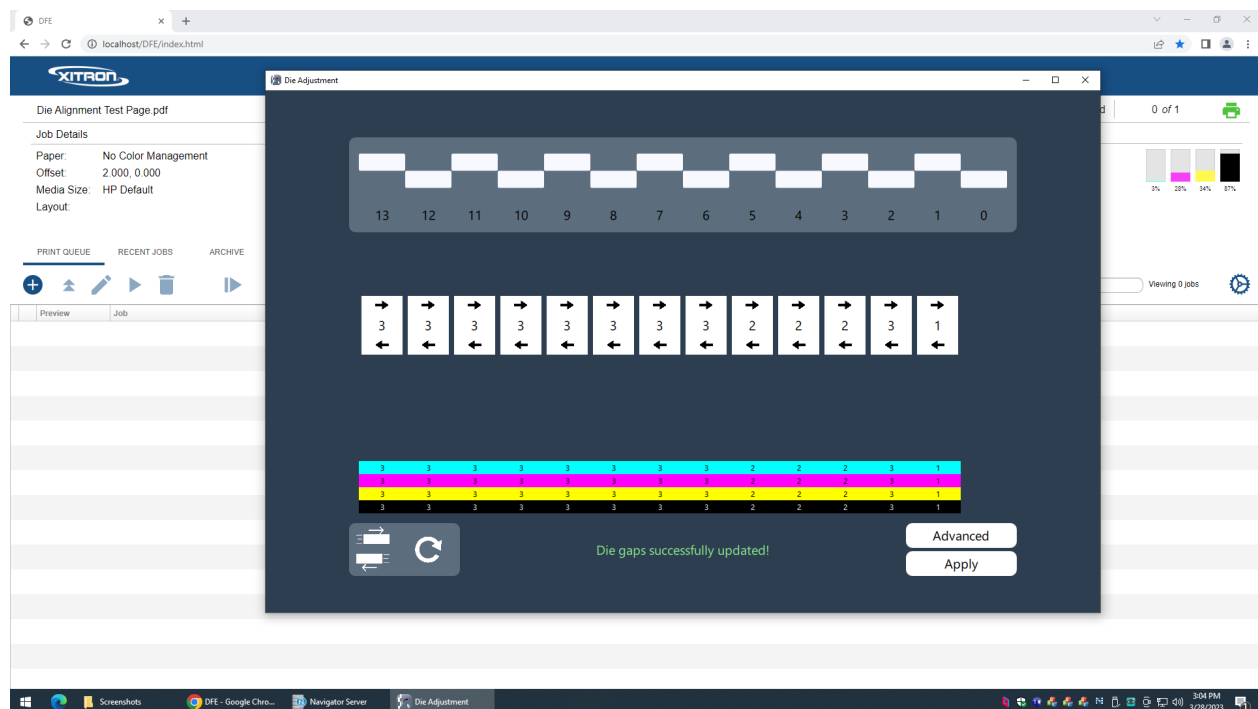 DFE
localhost/DFE/index.html
XITRON
Die Adjustment
Die Alignment Test Page.pdf
0 of 1
Job Details
Paper: No Color Management
Offset: 2.000, 0.000
Media Size: HP Default
Layout:
3% 28% 34% 87%
13 12 11 10 9 8 7 6 5 4 3 2 1 0
PRINT QUEUE RECENT JOBS ARCHIVE
Viewing 0 jobs
Preview Job
3 3 3 3 3 3 3 3 2 2 2 3 1
3 3 3 3 3 3 3 3 2 2 2 3 1
3 3 3 3 3 3 3 3 2 2 2 3 1
3 3 3 3 3 3 3 3 2 2 2 3 1
3 3 3 3 3 3 3 3 2 2 2 3 1
Die gaps successfully updated!
Advanced
Apply
Screenshots
DFE - Google Chro...
Navigator Server
Die Adjustment
3:04 PM
3/28/2023